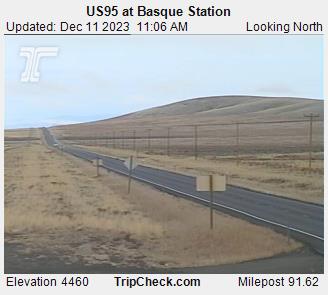 US95 at Basque Station
Updated: Dec 11 2023 11:06 AM Looking North
Elevation 4460 TripCheck.com Milepost 91.62